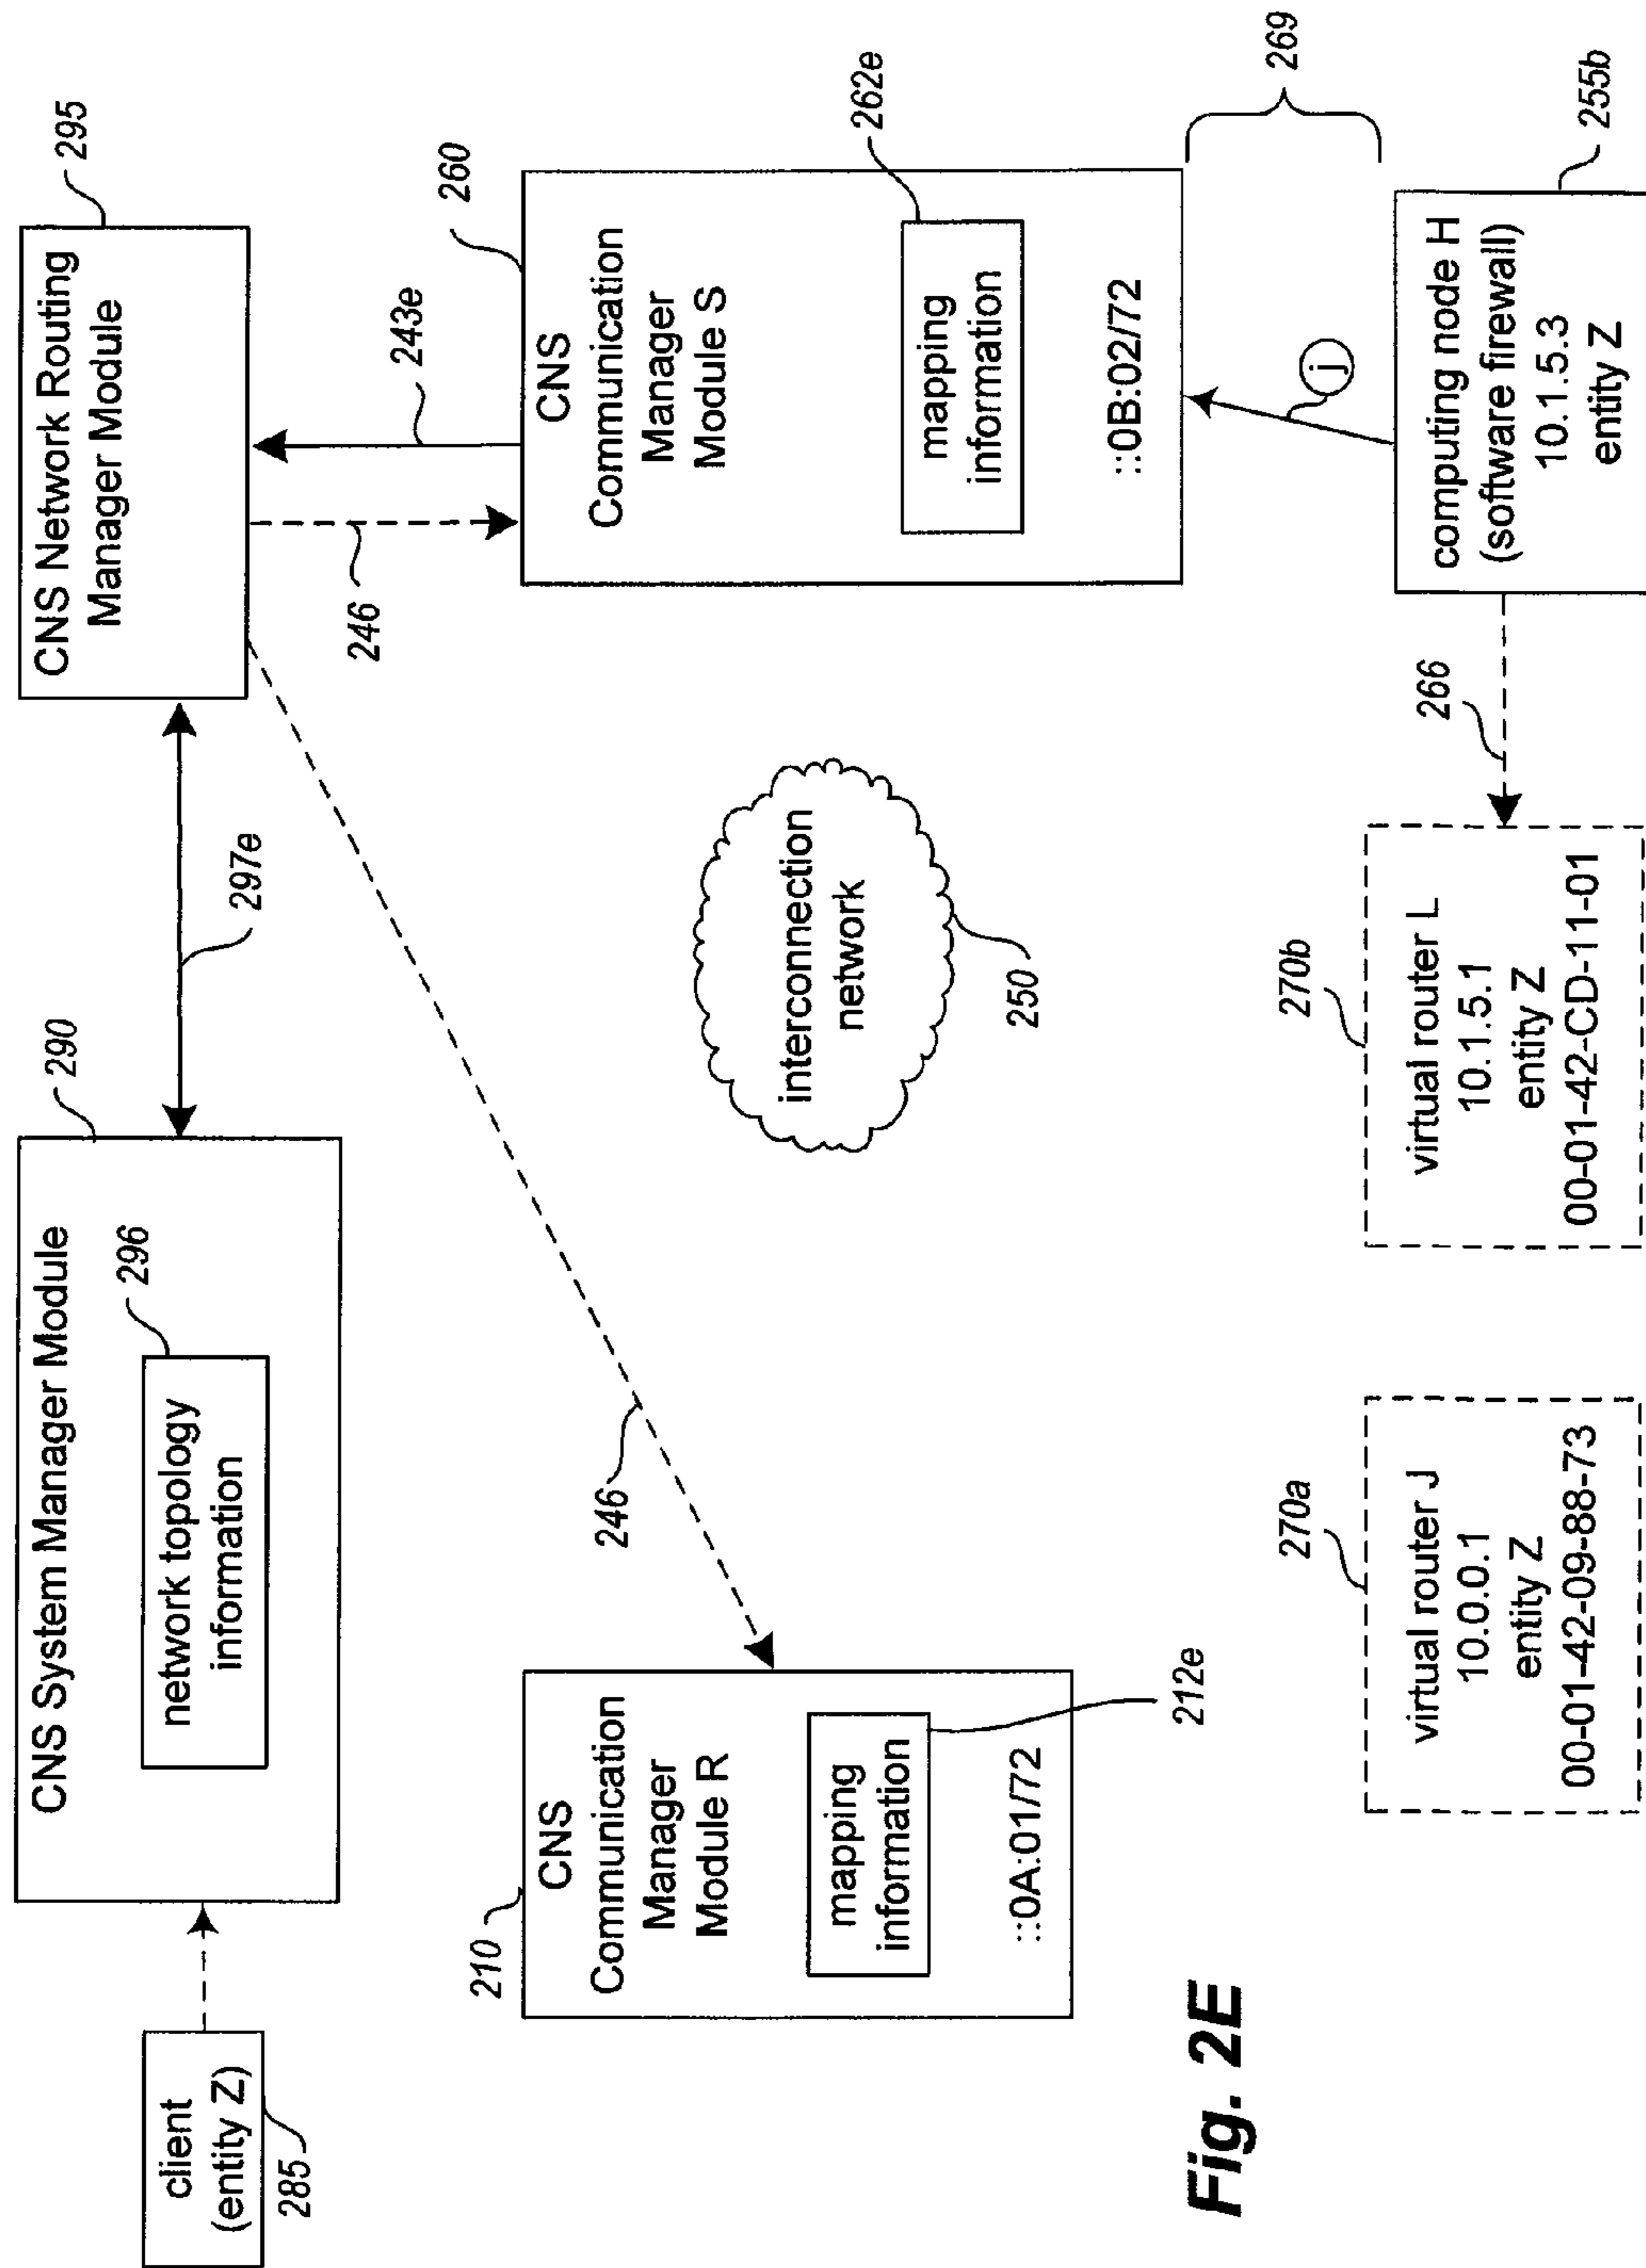 client
(entity Z)
285
CNS System Manager Module
290
network topology
information
296
297e
CNS Network Routing
Manager Module
295
246
246
243e
210
CNS
Communication
Manager
Module R
mapping
information
212e
::0A:01/72
interconnection
network
250
CNS
Communication
Manager
Module S
260
mapping
information
262e
::0B:02/72
269
j
270a
virtual router J
10.0.0.1
entity Z
00-01-42-09-88-73
270b
virtual router L
10.1.5.1
entity Z
00-01-42-CD-11-01
266
computing node H
(software firewall)
10.1.5.3
entity Z
255b
Fig. 2E